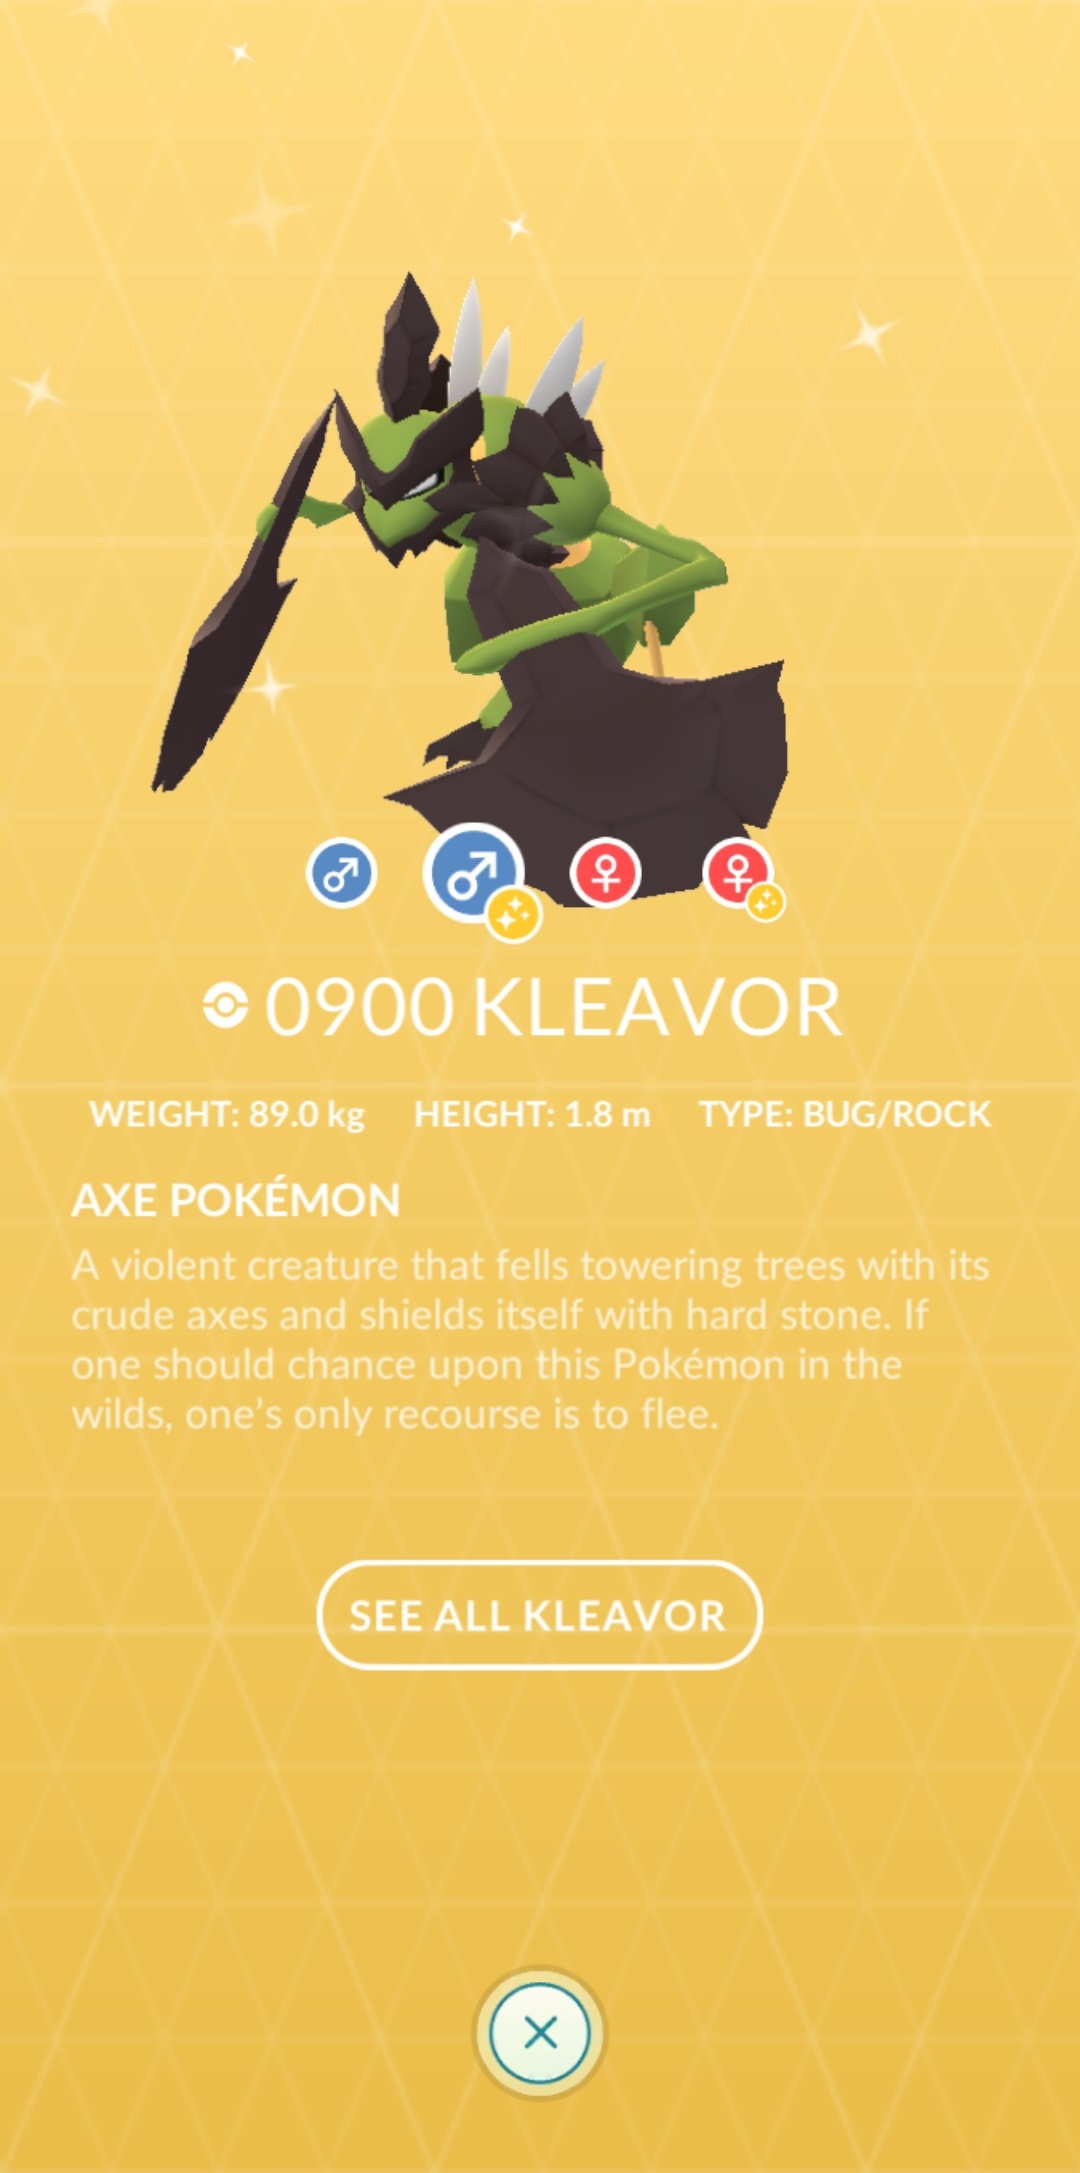 0900 KLEAVOR
WEIGHT: 89.0 kg HEIGHT: 1.8 m TYPE: BUG/ROCK
AXE POKÉMON
A violent creature that fells towering trees with its
crude axes and shields itself with hard stone. If
one should chance upon this Pokémon in the
wilds, one’s only recourse is to flee.
SEE ALL KLEAVOR